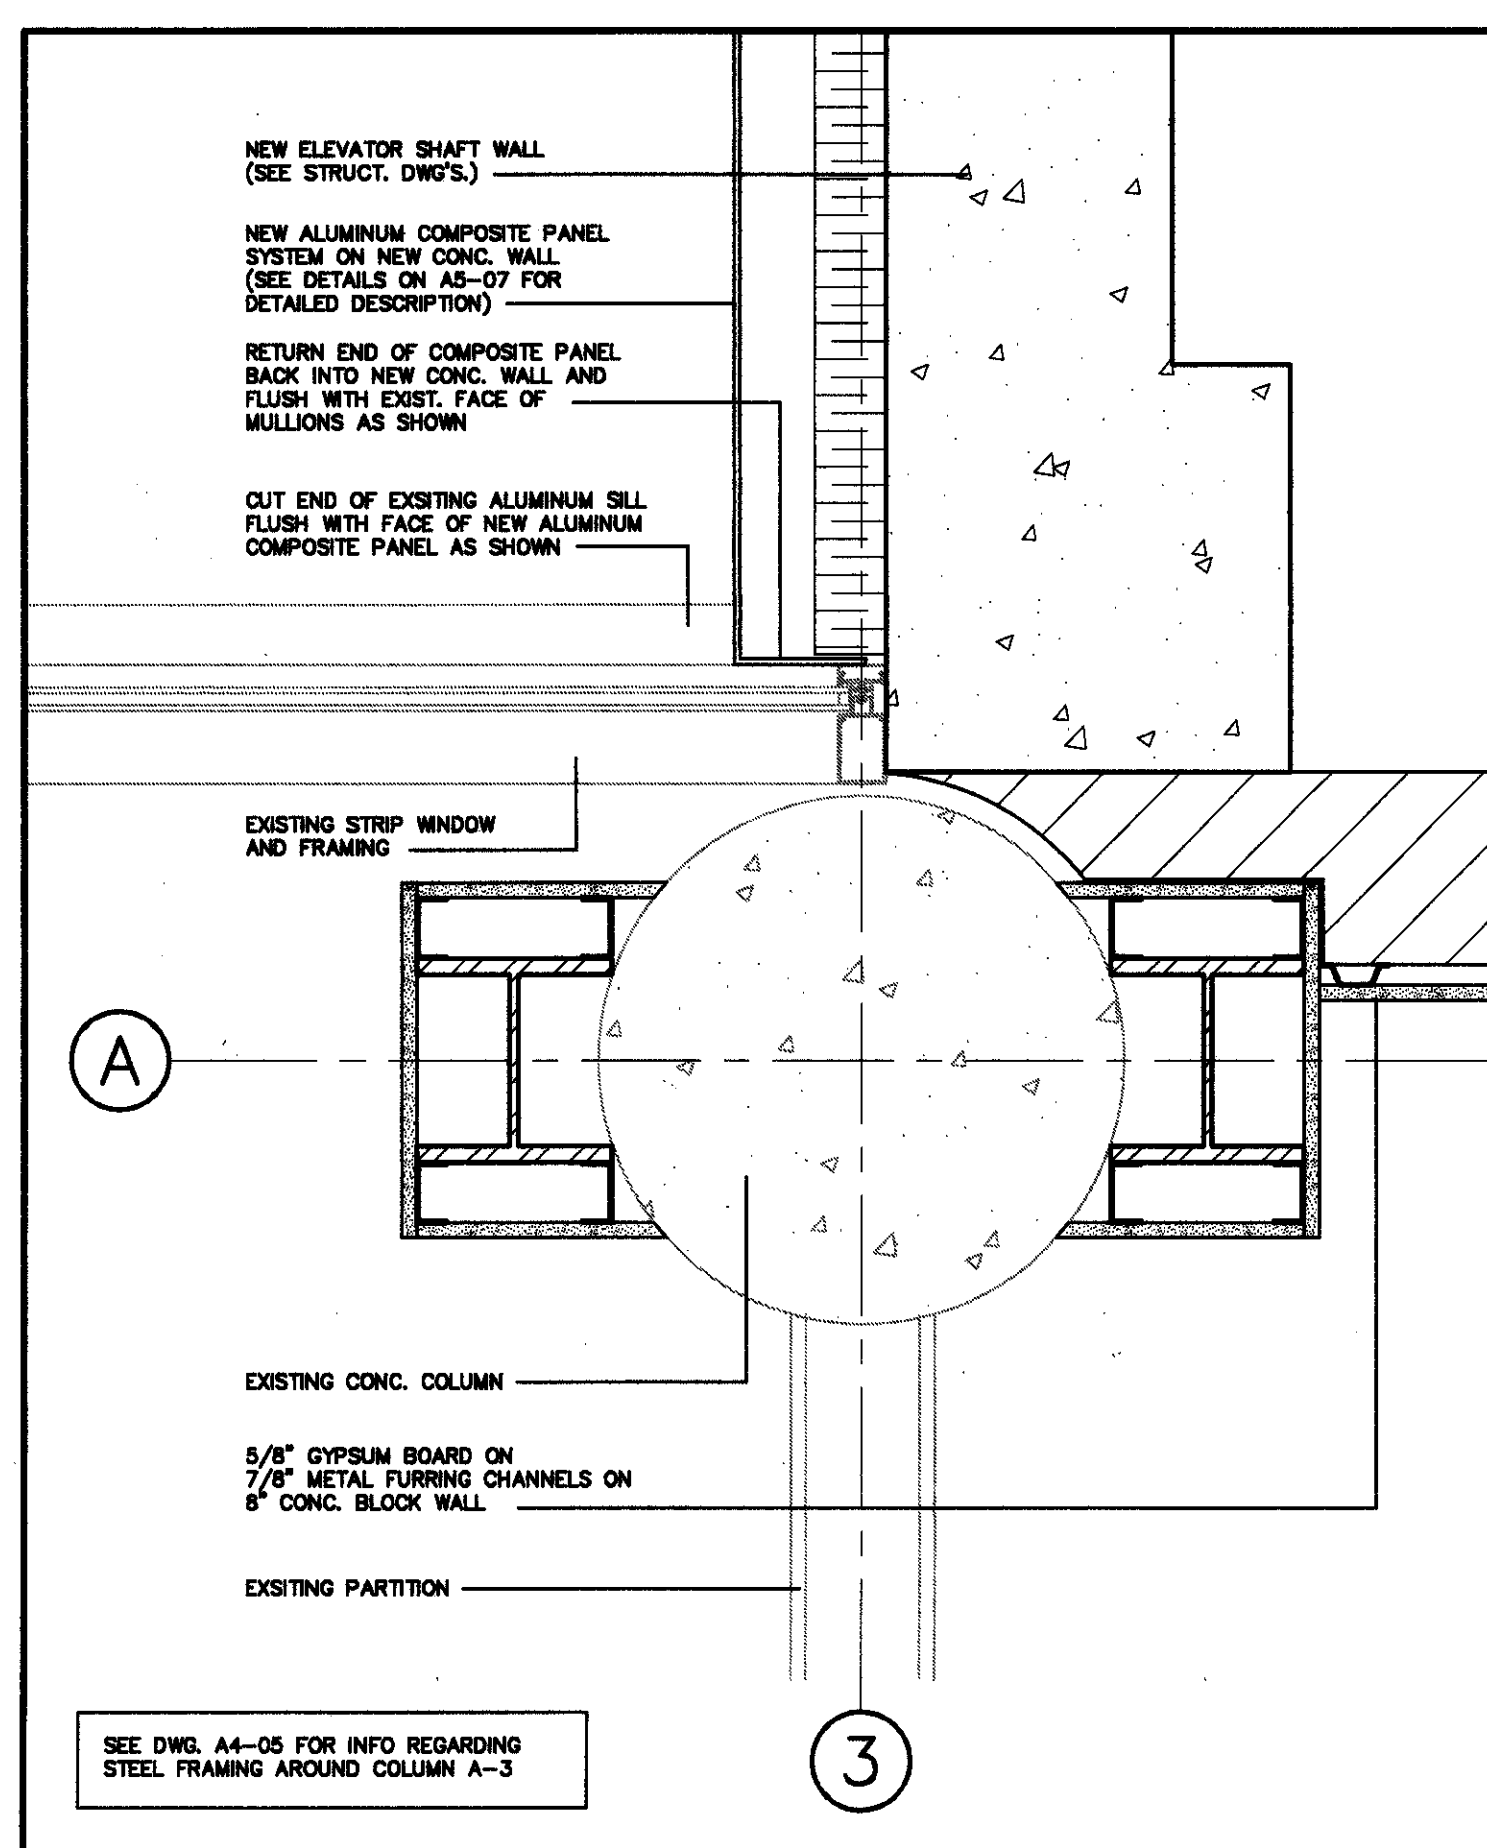 NEW ELEVATOR SHAFT WALL
(SEE STRUCT. DWG'S.)
NEW ALUMINUM COMPOSITE PANEL
SYSTEM ON NEW CONC. WALL
(SEE DETAILS ON A5-07 FOR
DETAILED DESCRIPTION)
RETURN END OF COMPOSITE PANEL
BACK INTO NEW CONC. WALL AND
FLUSH WITH EXIST. FACE OF
MULLIONS AS SHOWN
CUT END OF EXSITING ALUMINUM SILL
FLUSH WITH FACE OF NEW ALUMINUM
COMPOSITE PANEL AS SHOWN
EXISTING STRIP WINDOW
AND FRAMING
A
EXISTING CONC. COLUMN
5/8" GYPSUM BOARD ON
7/8" METAL FURRING CHANNELS ON
8" CONC. BLOCK WALL
EXSITING PARTITION
SEE DWG. A4-05 FOR INFO REGARDING
STEEL FRAMING AROUND COLUMN A-3
3